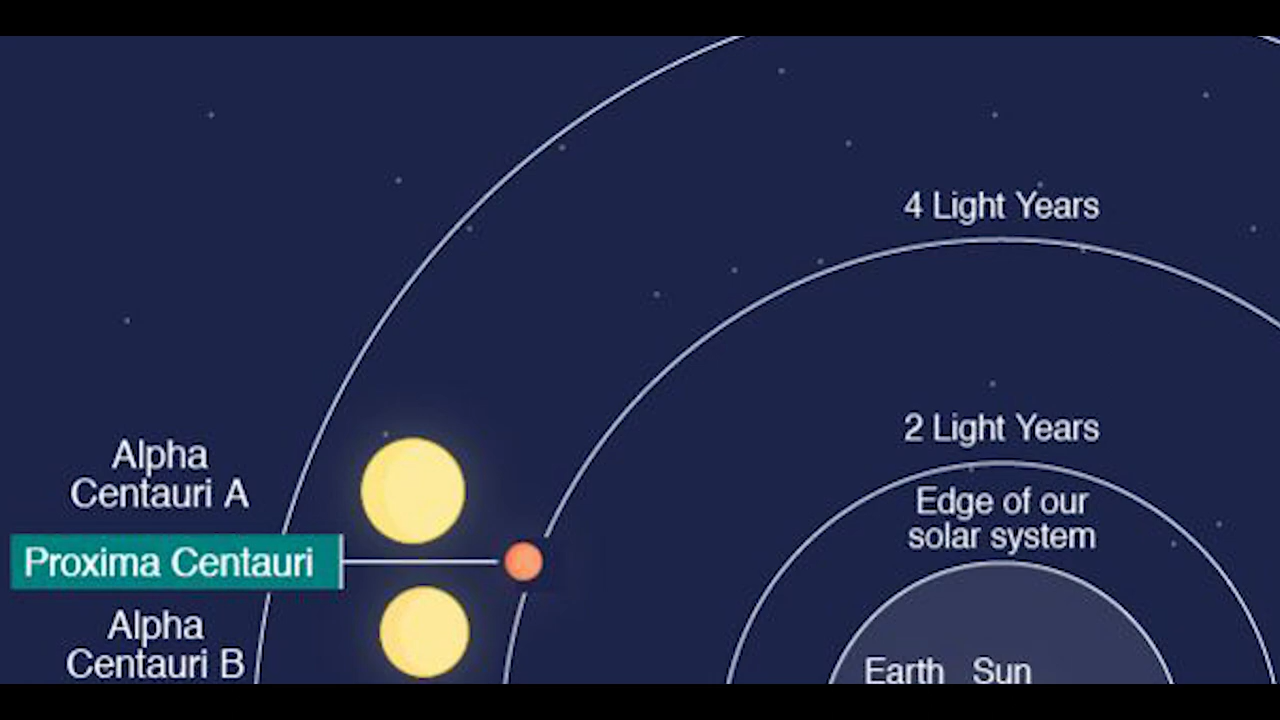 4 Light Years
2 Light Years
Edge of our
solar system
Alpha
Centauri A
Proxima Centauri
Alpha
Centauri B
Earth Sun